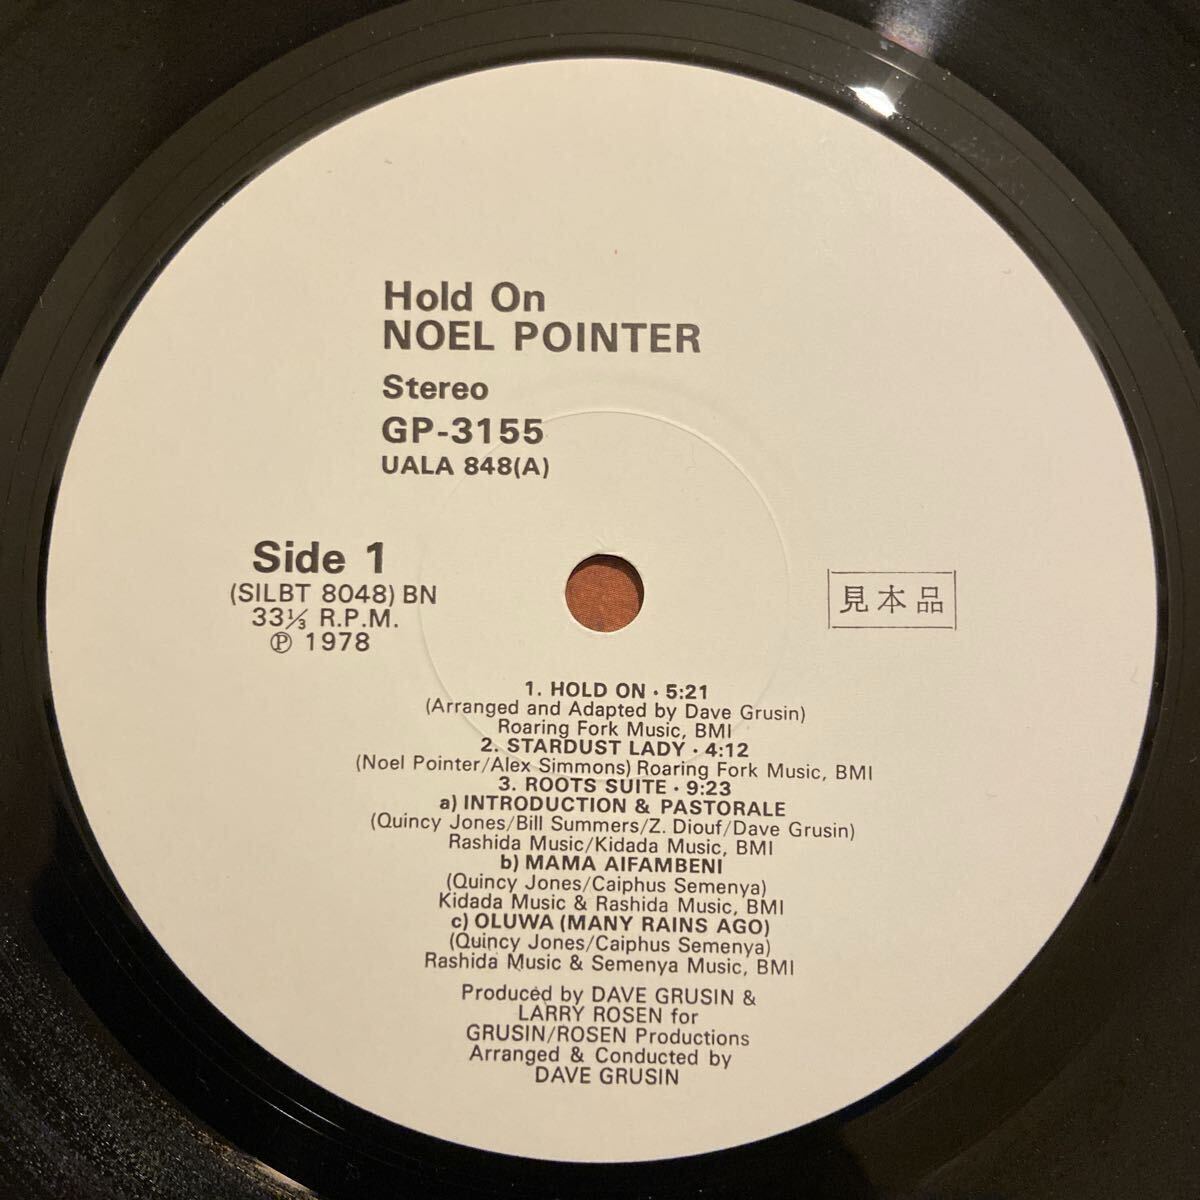 Hold On
NOEL POINTER
Stereo
GP-3155
UALA 848(A)
Side 1
(SILBT 8048) BN
33⅓ R.P.M.
Ⓟ 1978
見本品
1. HOLD ON · 5:21
(Arranged and Adapted by Dave Grusin)
Roaring Fork Music, BMI
2. STARDUST LADY · 4:12
(Noel Pointer/Alex Simmons) Roaring Fork Music, BMI
3. ROOTS SUITE · 9:23
a) INTRODUCTION & PASTORALE
(Quincy Jones/Bill Summers/Z. Diouf/Dave Grusin)
Rashida Music/Kidada Music, BMI
b) MAMA AIFAMBENI
(Quincy Jones/Caiphus Semenya)
Kidada Music & Rashida Music, BMI
c) OLUWA (MANY RAINS AGO)
(Quincy Jones/Caiphus Semenya)
Rashida Music & Semenya Music, BMI
Produced by DAVE GRUSIN &
LARRY ROSEN for
GRUSIN/ROSEN Productions
Arranged & Conducted by
DAVE GRUSIN